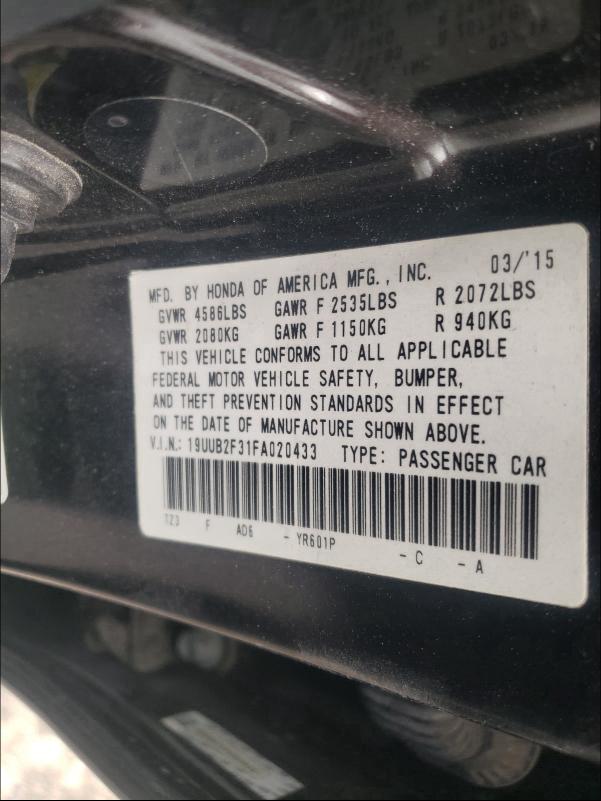 MFD. BY HONDA OF AMERICA MFG., INC. 03/'15
GVWR 4586LBS GAWR F 2535LBS R 2072LBS
GVWR 2080KG GAWR F 1150KG R 940KG
THIS VEHICLE CONFORMS TO ALL APPLICABLE
FEDERAL MOTOR VEHICLE SAFETY, BUMPER,
AND THEFT PREVENTION STANDARDS IN EFFECT
ON THE DATE OF MANUFACTURE SHOWN ABOVE.
V.I.N.: 19UUB2F31FA020433 TYPE: PASSENGER CAR
TZ3 F AD6 - YR601P - C - A